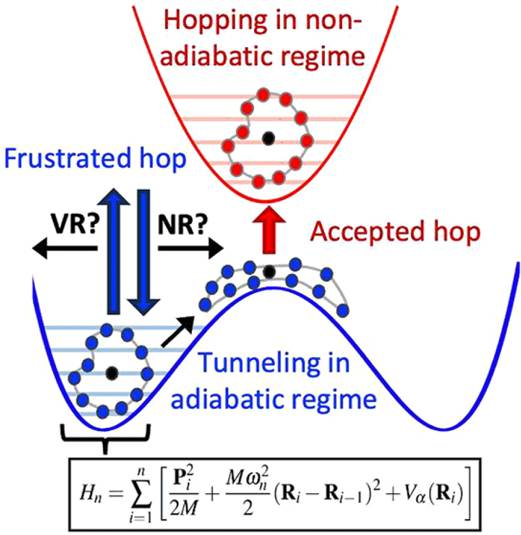 Hopping in non-
adiabatic regime
Frustrated hop
VR? NR?
Accepted hop
Tunneling in
adiabatic regime
$H_n = \sum_{i=1}^{n} \left[ \frac{\mathbf{P}_i^2}{2M} + \frac{M\omega_n^2}{2} (\mathbf{R}_i - \mathbf{R}_{i-1})^2 + V_\alpha(\mathbf{R}_i) \right]$